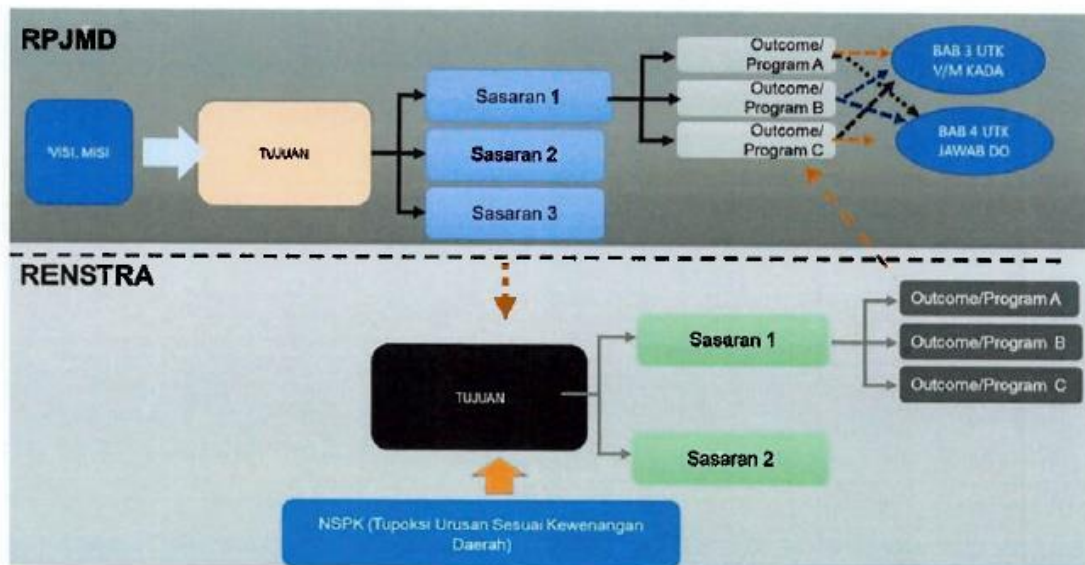 RPJMD
VISI, MISI
TUJUAN
Sasaran 1
Sasaran 2
Sasaran 3
Outcome/
Program A
Outcome/
Program B
Outcome/
Program C
BAB 3 UTK
V/M KADA
BAB 4 UTK
JAWAB DO
RENSTRA
TUJUAN
Sasaran 1
Sasaran 2
Outcome/Program A
Outcome/Program B
Outcome/Program C
NSPK (Tupoksi Urusan Sesuai Kewenangan
Daerah)